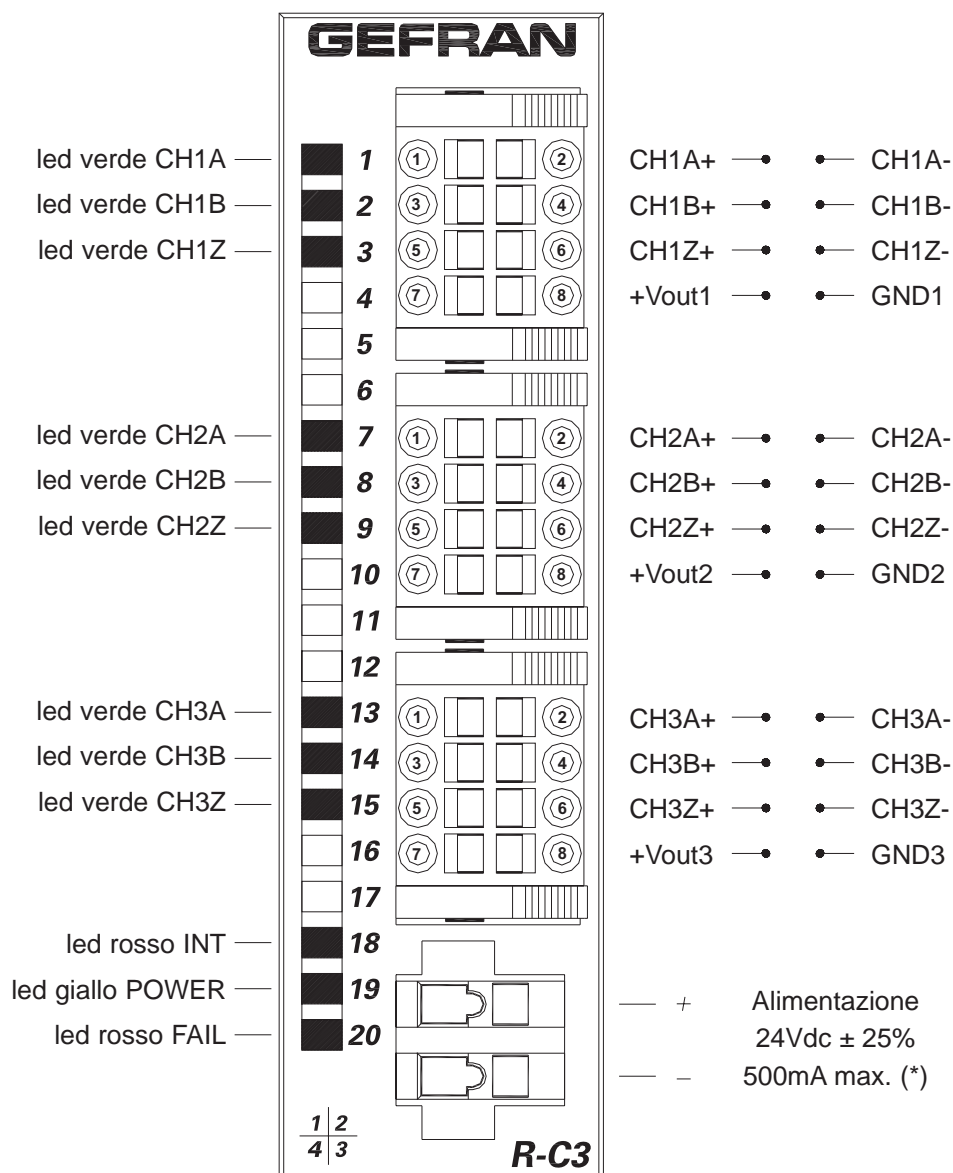 GEFRAN
led verde CH1A 1 1 2 CH1A+ CH1A-
led verde CH1B 2 3 4 CH1B+ CH1B-
led verde CH1Z 3 5 6 CH1Z+ CH1Z-
4 7 8 +Vout1 GND1
5
6
led verde CH2A 7 1 2 CH2A+ CH2A-
led verde CH2B 8 3 4 CH2B+ CH2B-
led verde CH2Z 9 5 6 CH2Z+ CH2Z-
10 7 8 +Vout2 GND2
11
12
led verde CH3A 13 1 2 CH3A+ CH3A-
led verde CH3B 14 3 4 CH3B+ CH3B-
led verde CH3Z 15 5 6 CH3Z+ CH3Z-
16 7 8 +Vout3 GND3
17
led rosso INT 18
led giallo POWER 19 + Alimentazione
led rosso FAIL 20 24Vdc ± 25%
- 500mA max. (*)
1 2
4 3
R-C3